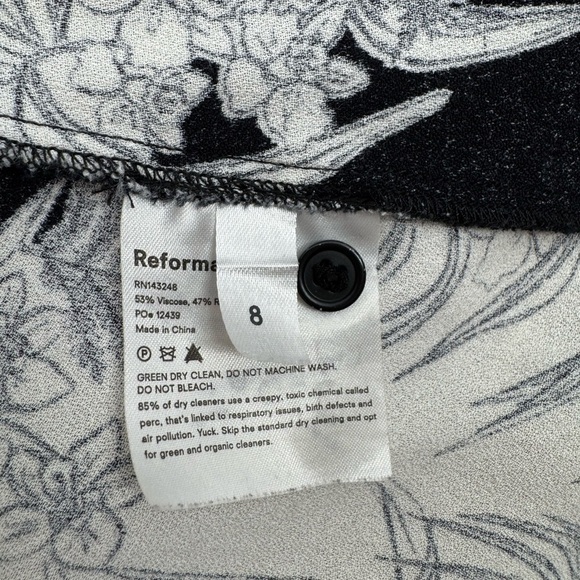 Reforma
RN143248
53% Viscose, 47% R
PO# 12439
Made in China
8
P
GREEN DRY CLEAN, DO NOT MACHINE WASH.
DO NOT BLEACH.
85% of dry cleaners use a creepy, toxic chemical called
perc, that's linked to respiratory issues, birth defects and
air pollution. Yuck. Skip the standard dry cleaning and opt
for green and organic cleaners.